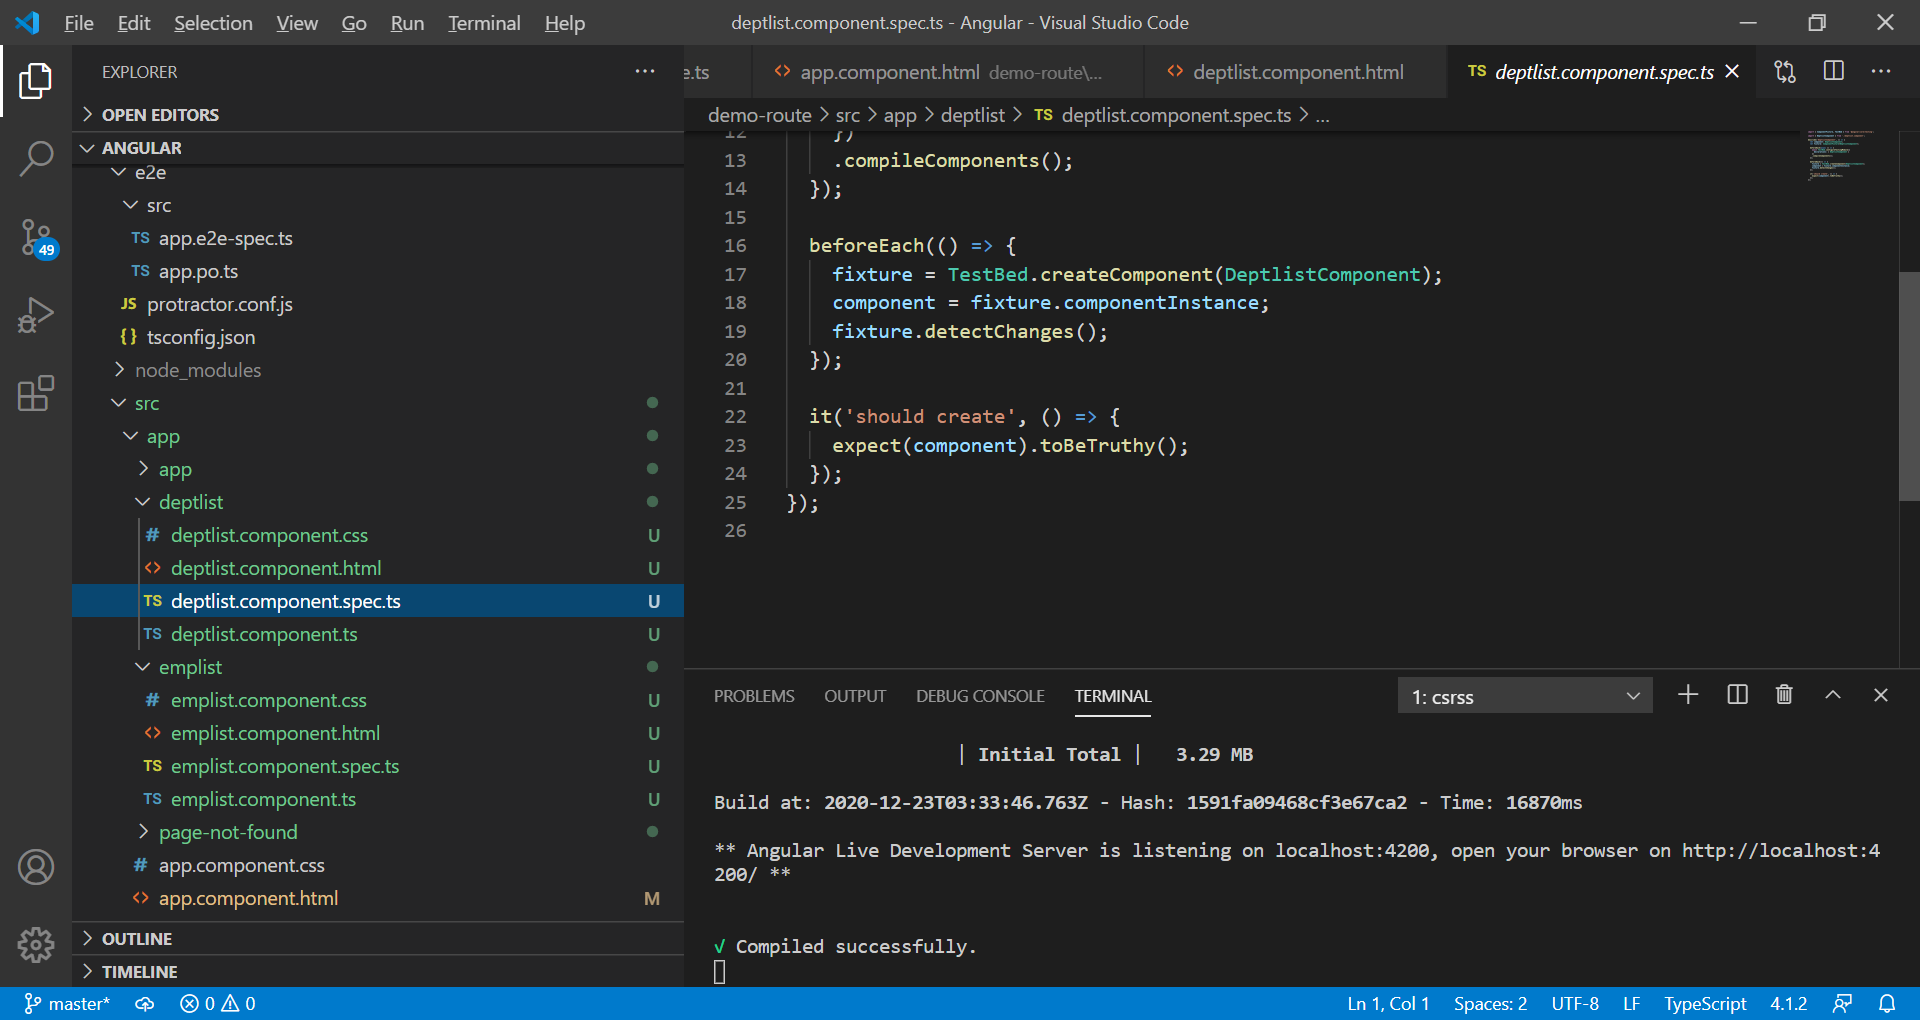 File Edit Selection View Go Run Terminal Help
deptlist.component.spec.ts - Angular - Visual Studio Code
EXPLORER
OPEN EDITORS
ANGULAR
e2e
src
TS app.e2e-spec.ts
TS app.po.ts
JS protractor.conf.js
{} tsconfig.json
node_modules
src
app
app
deptlist
# deptlist.component.css U
<> deptlist.component.html U
TS deptlist.component.spec.ts U
TS deptlist.component.ts U
emplist
# emplist.component.css U
<> emplist.component.html U
TS emplist.component.spec.ts U
TS emplist.component.ts U
page-not-found
# app.component.css
<> app.component.html M
OUTLINE
TIMELINE
49
e.ts
<> app.component.html demo-route\...
<> deptlist.component.html
TS deptlist.component.spec.ts
demo-route > src > app > deptlist > TS deptlist.component.spec.ts > ...
12 })
13 .compileComponents();
14 });
15
16 beforeEach(() => {
17 fixture = TestBed.createComponent(DeptlistComponent);
18 component = fixture.componentInstance;
19 fixture.detectChanges();
20 });
21
22 it('should create', () => {
23 expect(component).toBeTruthy();
24 });
25 });
26
PROBLEMS OUTPUT DEBUG CONSOLE TERMINAL
1: csrss
| Initial Total | 3.29 MB
Build at: 2020-12-23T03:33:46.763Z - Hash: 1591fa09468cf3e67ca2 - Time: 16870ms
** Angular Live Development Server is listening on localhost:4200, open your browser on http://localhost:4
200/ **
√ Compiled successfully.
master* 0 0
Ln 1, Col 1 Spaces: 2 UTF-8 LF TypeScript 4.1.2